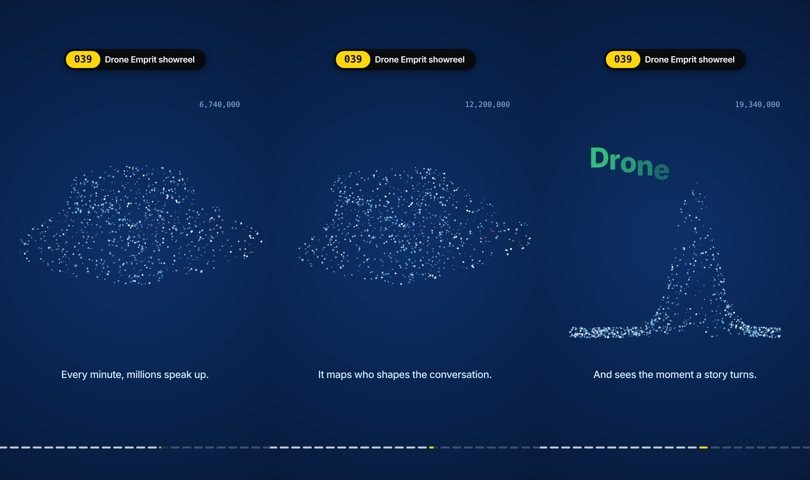 039 Drone Emprit showreel
6,740,000
Every minute, millions speak up.
039 Drone Emprit showreel
12,200,000
It maps who shapes the conversation.
039 Drone Emprit showreel
19,340,000
Drone
And sees the moment a story turns.